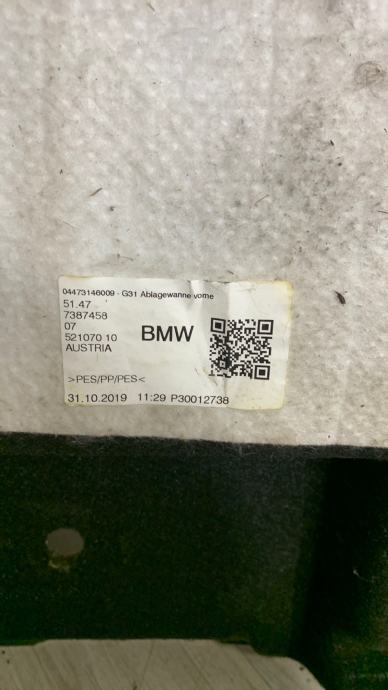 04473146009 - G31 Ablagewanne vorne
51.47
7387458
07
521070 10
AUSTRIA
BMW
>PES/PP/PES<
31.10.2019 11:29 P30012738